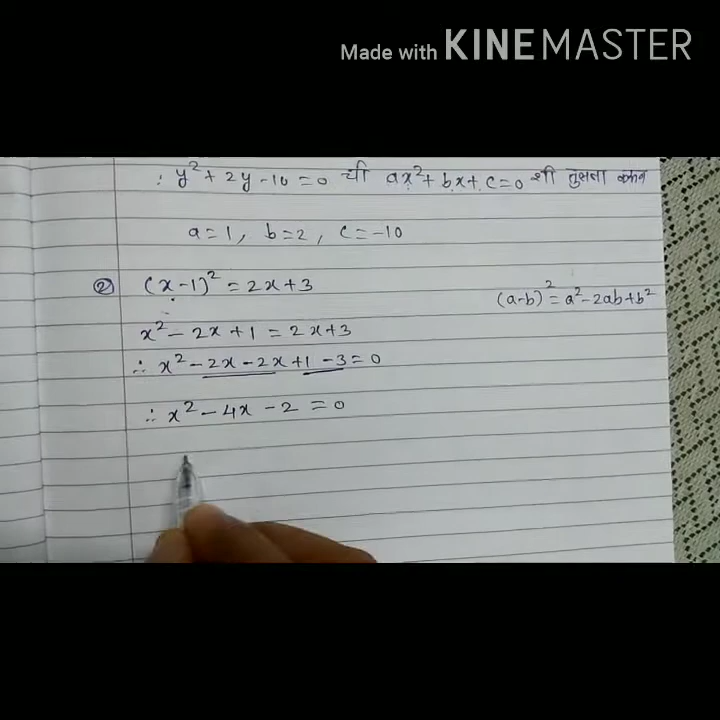 Made with KINEMASTER
∴ y² + 2y - 10 = 0 ची ax² + bx + c = 0 शी तुलना करून
a = 1, b = 2, c = -10
② (x - 1)² = 2x + 3
(a-b)² = a² - 2ab + b²
x² - 2x + 1 = 2x + 3
∴ x² - 2x - 2x + 1 - 3 = 0
∴ x² - 4x - 2 = 0